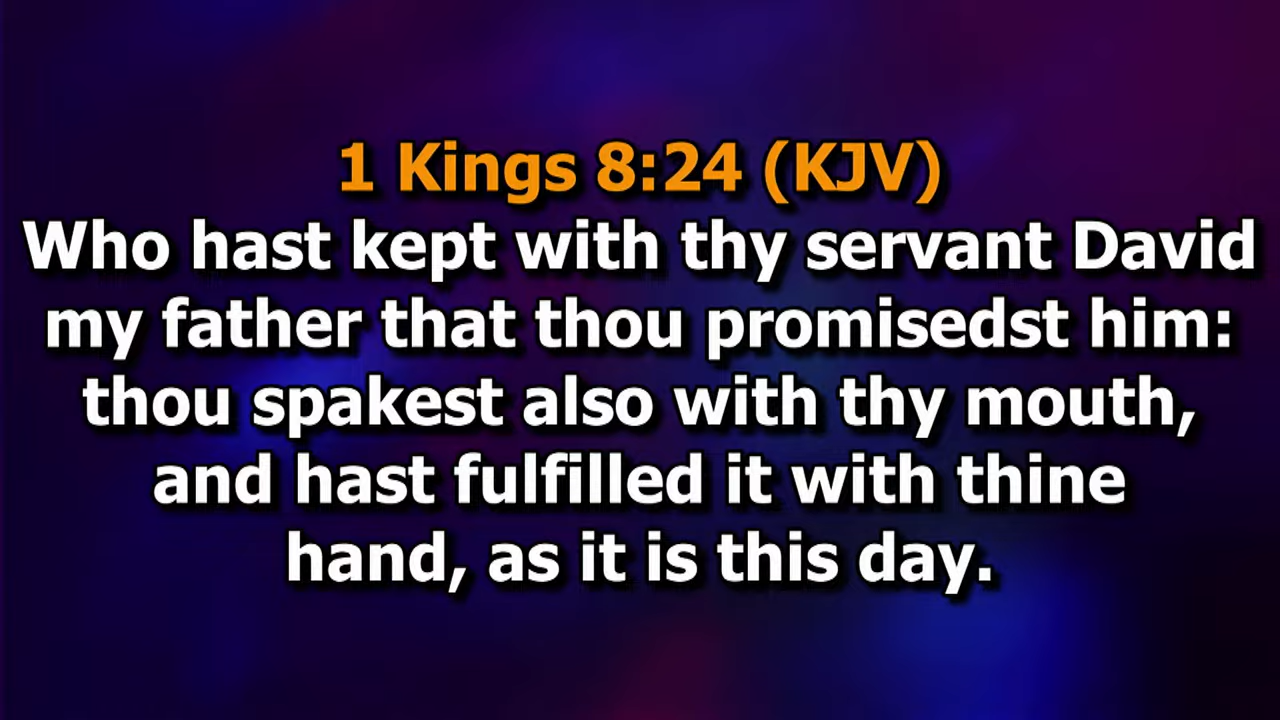 1 Kings 8:24 (KJV)
Who hast kept with thy servant David
my father that thou promisedst him:
thou spakest also with thy mouth,
and hast fulfilled it with thine
hand, as it is this day.